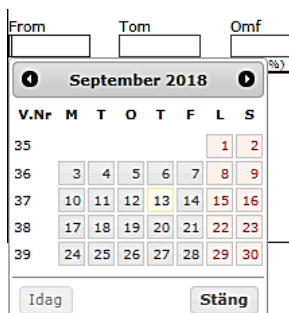 From Tom Omf
%)
September 2018
V.Nr M T O T F L S
35 1 2
36 3 4 5 6 7 8 9
37 10 11 12 13 14 15 16
38 17 18 19 20 21 22 23
39 24 25 26 27 28 29 30
Idag Stäng